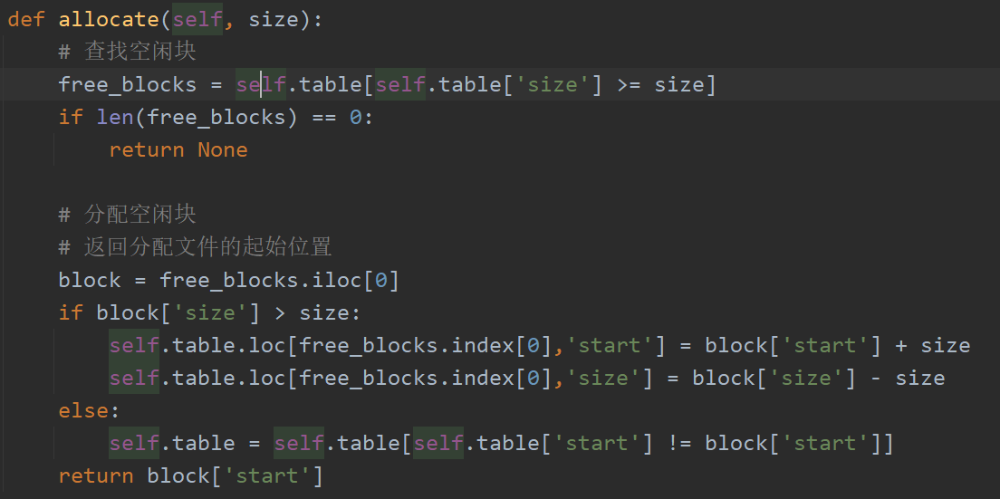 def allocate(self, size):
    # 查找空闲块
    free_blocks = self.table[self.table['size'] >= size]
    if len(free_blocks) == 0:
        return None

    # 分配空闲块
    # 返回分配文件的起始位置
    block = free_blocks.iloc[0]
    if block['size'] > size:
        self.table.loc[free_blocks.index[0],'start'] = block['start'] + size
        self.table.loc[free_blocks.index[0],'size'] = block['size'] - size
    else:
        self.table = self.table[self.table['start'] != block['start']]
    return block['start']